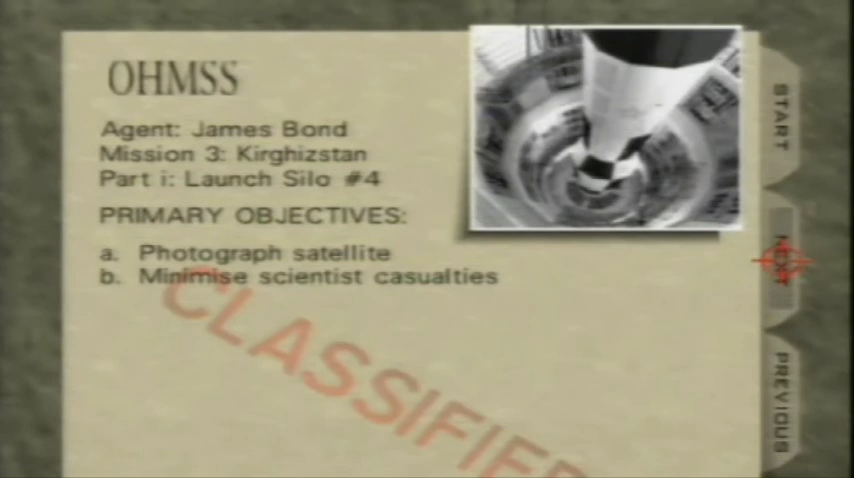 OHMSS
Agent: James Bond
Mission 3: Kirghizstan
Part i: Launch Silo #4
PRIMARY OBJECTIVES:
a. Photograph satellite
b. Minimise scientist casualties
CLASSIFIED
START
NEXT
PREVIOUS